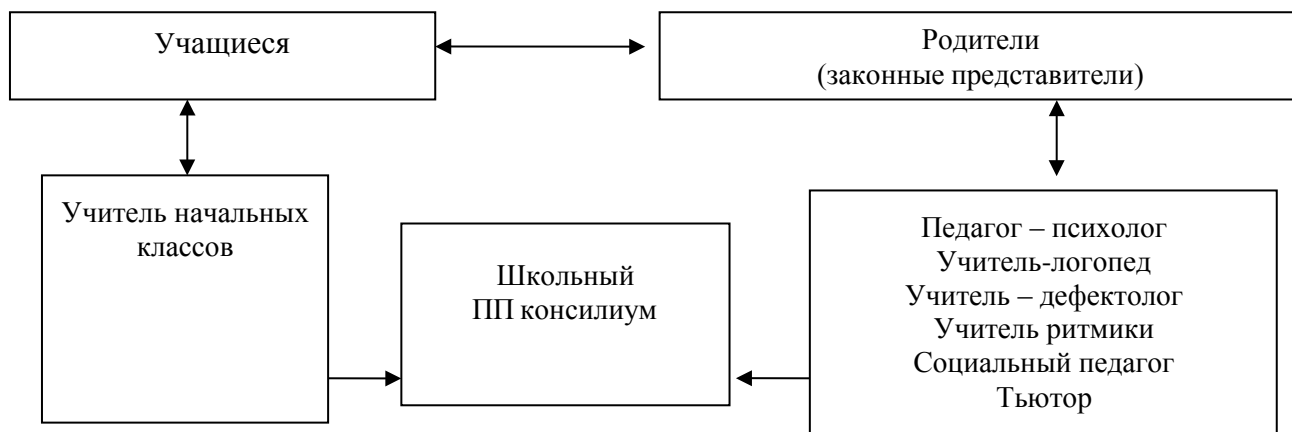 Учащиеся
Родители
(законные представители)
Учитель начальных
классов
Школьный
ПП консилиум
Педагог – психолог
Учитель-логопед
Учитель – дефектолог
Учитель ритмики
Социальный педагог
Тьютор